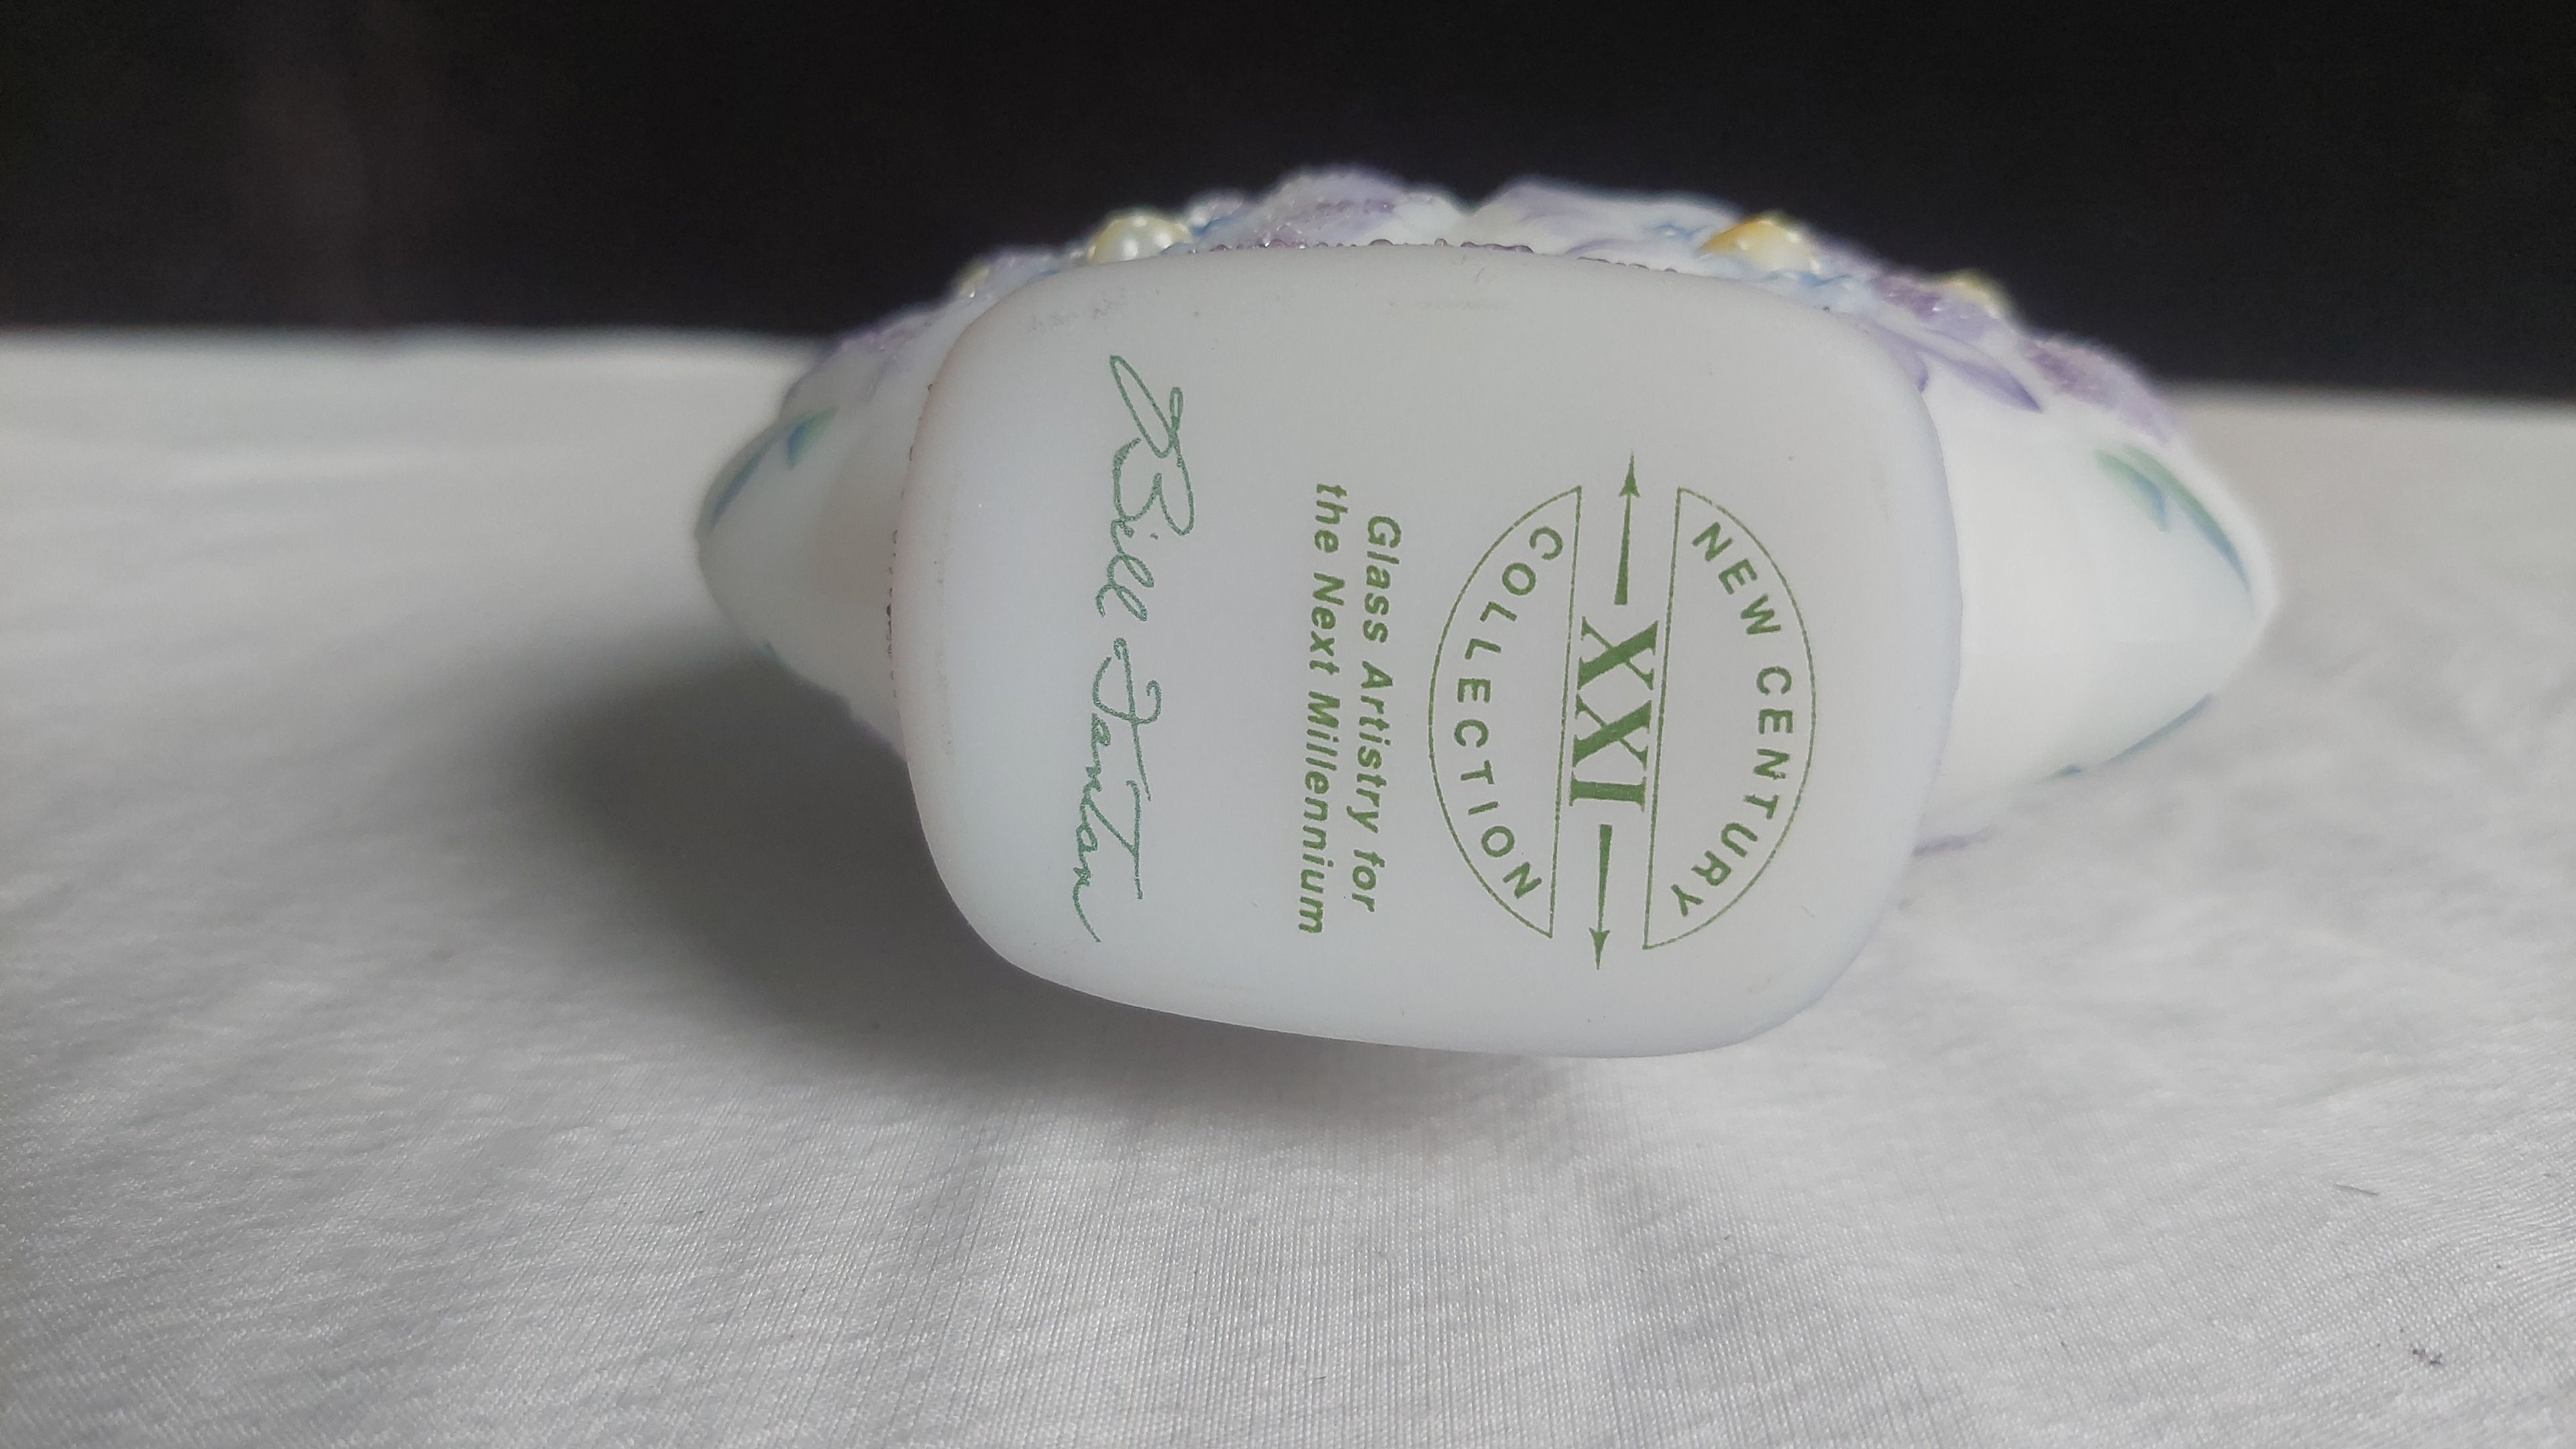 NEW CENTURY
XXI
COLLECTION
Glass Artistry for
the Next Millennium
Bill Fenton